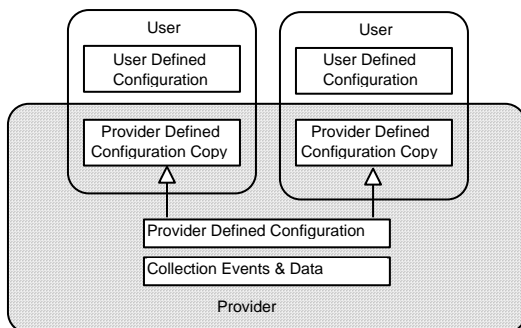 User
User
User Defined
Configuration
User Defined
Configuration
Provider Defined
Configuration Copy
Provider Defined
Configuration Copy
Provider Defined Configuration
Collection Events & Data
Provider